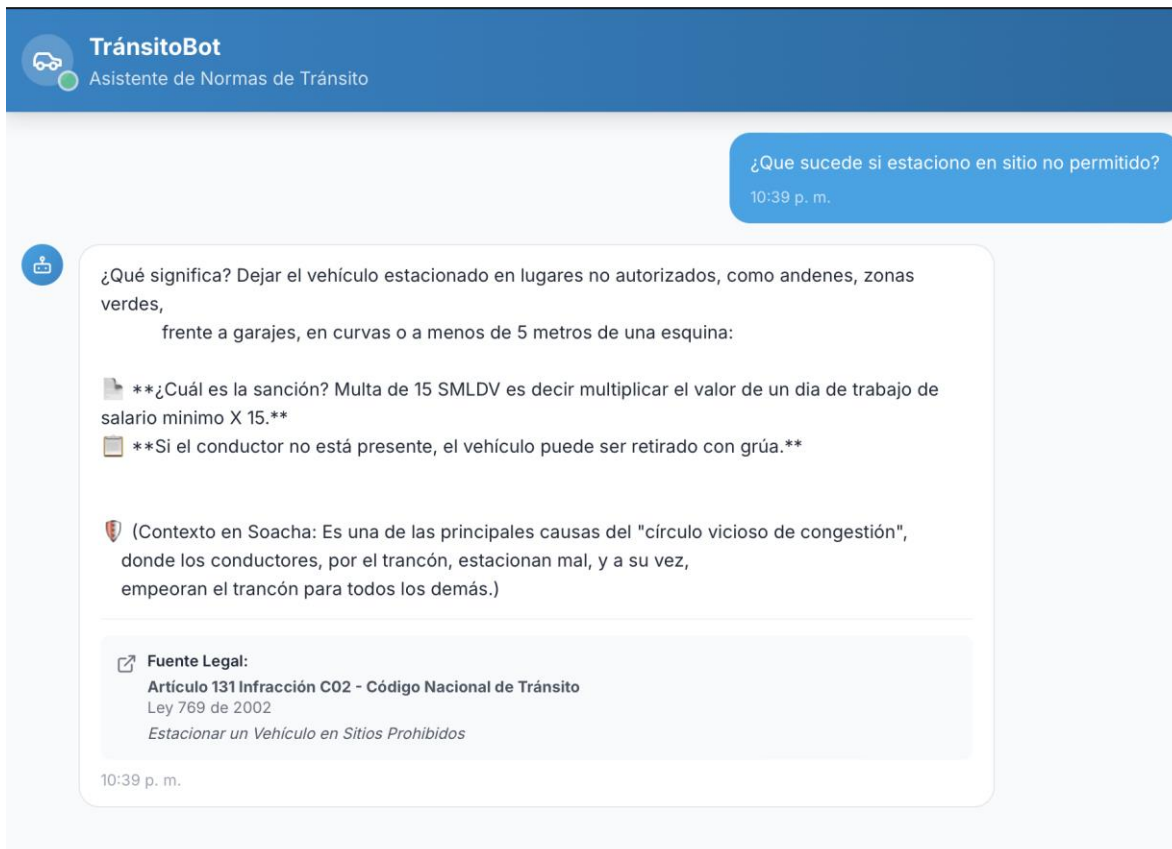 TránsitoBot
Asistente de Normas de Tránsito
¿Que sucede si estaciono en sitio no permitido?
10:39 p. m.
¿Qué significa? Dejar el vehículo estacionado en lugares no autorizados, como andenes, zonas
verdes,
frente a garajes, en curvas o a menos de 5 metros de una esquina:
**¿Cuál es la sanción? Multa de 15 SMLDV es decir multiplicar el valor de un dia de trabajo de
salario minimo X 15.**
**Si el conductor no está presente, el vehículo puede ser retirado con grúa.**
(Contexto en Soacha: Es una de las principales causas del "círculo vicioso de congestión",
donde los conductores, por el trancón, estacionan mal, y a su vez,
empeoran el trancón para todos los demás.)
Fuente Legal:
Artículo 131 Infracción C02 - Código Nacional de Tránsito
Ley 769 de 2002
Estacionar un Vehículo en Sitios Prohibidos
10:39 p. m.